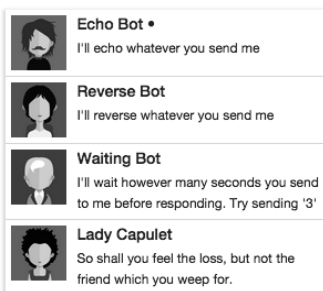 Echo Bot •
I'll echo whatever you send me
Reverse Bot
I'll reverse whatever you send me
Waiting Bot
I'll wait however many seconds you send
to me before responding. Try sending '3'
Lady Capulet
So shall you feel the loss, but not the
friend which you weep for.